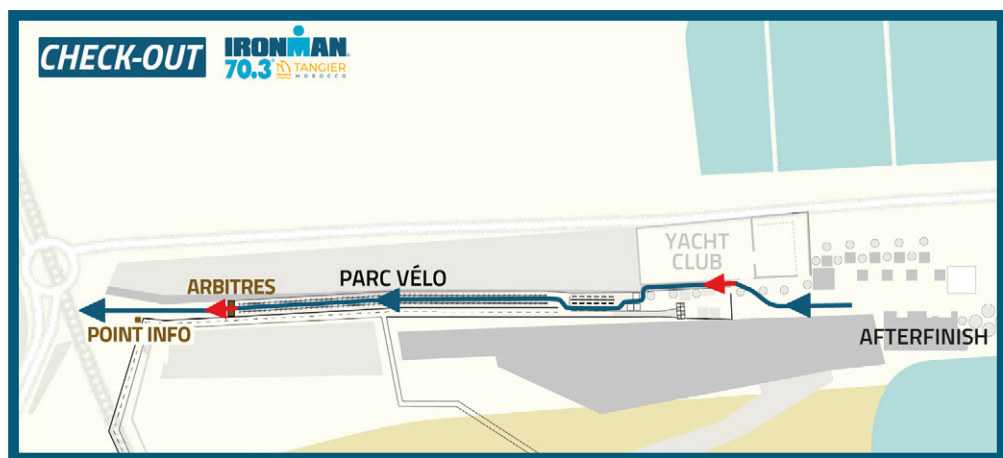 CHECK-OUT
IRONMAN
70.3 TANGIER
MOROCCO
YACHT
CLUB
ARBITRES
PARC VÉLO
POINT INFO
AFTERFINISH